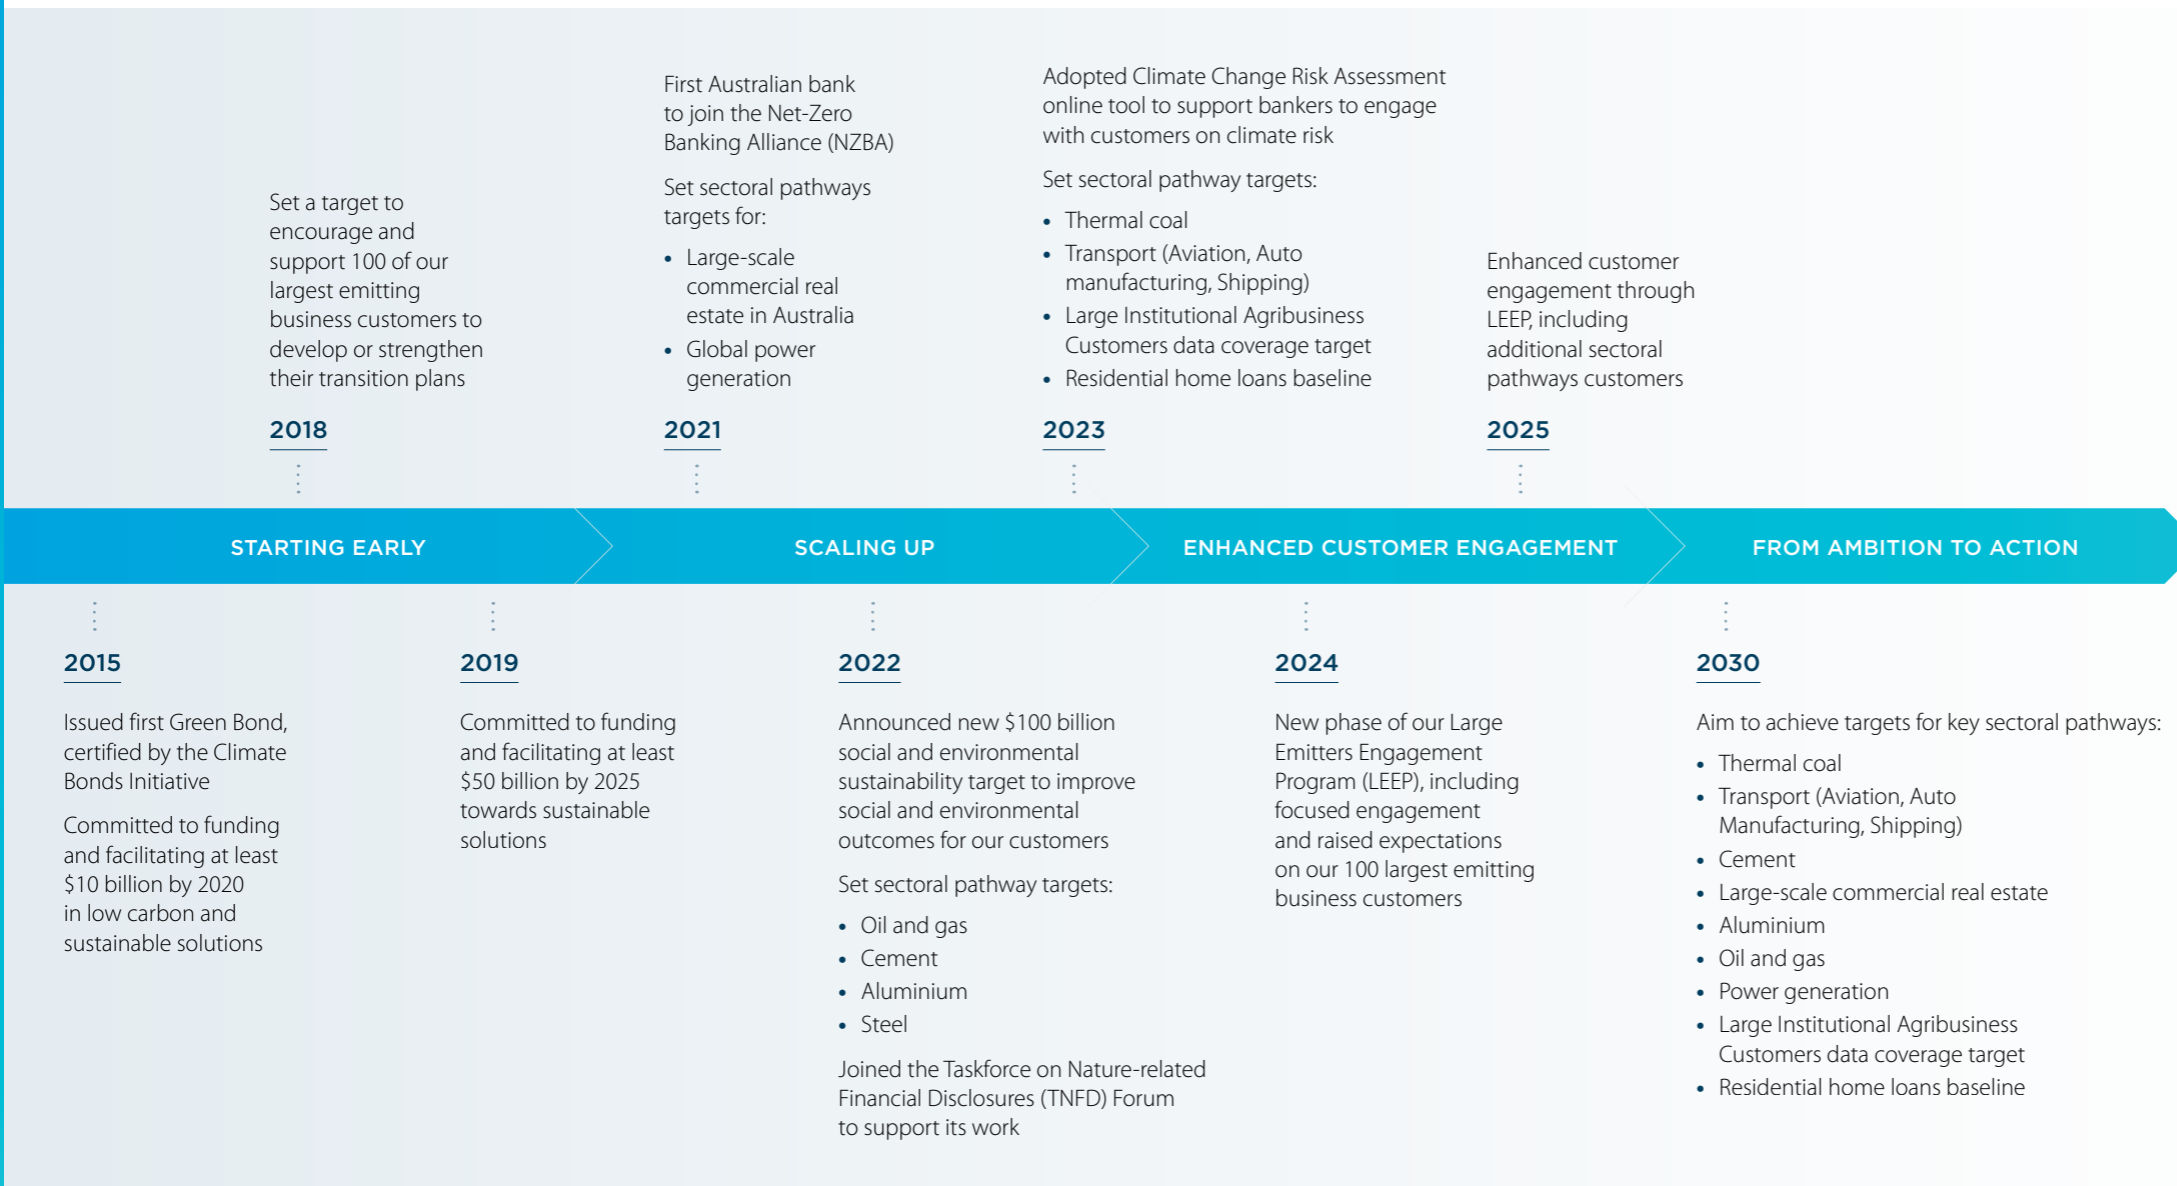 Set a target to
encourage and
support 100 of our
largest emitting
business customers to
develop or strengthen
their transition plans
2018
First Australian bank
to join the Net-Zero
Banking Alliance (NZBA)
Set sectoral pathways
targets for:
• Large-scale
commercial real
estate in Australia
• Global power
generation
2021
Adopted Climate Change Risk Assessment
online tool to support bankers to engage
with customers on climate risk
Set sectoral pathway targets:
• Thermal coal
• Transport (Aviation, Auto
manufacturing, Shipping)
• Large Institutional Agribusiness
Customers data coverage target
• Residential home loans baseline
2023
Enhanced customer
engagement through
LEEP, including
additional sectoral
pathways customers
2025
STARTING EARLY
SCALING UP
ENHANCED CUSTOMER ENGAGEMENT
FROM AMBITION TO ACTION
2015
Issued first Green Bond,
certified by the Climate
Bonds Initiative
Committed to funding
and facilitating at least
$10 billion by 2020
in low carbon and
sustainable solutions
2019
Committed to funding
and facilitating at least
$50 billion by 2025
towards sustainable
solutions
2022
Announced new $100 billion
social and environmental
sustainability target to improve
social and environmental
outcomes for our customers
Set sectoral pathway targets:
• Oil and gas
• Cement
• Aluminium
• Steel
Joined the Taskforce on Nature-related
Financial Disclosures (TNFD) Forum
to support its work
2024
New phase of our Large
Emitters Engagement
Program (LEEP), including
focused engagement
and raised expectations
on our 100 largest emitting
business customers
2030
Aim to achieve targets for key sectoral pathways:
• Thermal coal
• Transport (Aviation, Auto
Manufacturing, Shipping)
• Cement
• Large-scale commercial real estate
• Aluminium
• Oil and gas
• Power generation
• Large Institutional Agribusiness
Customers data coverage target
• Residential home loans baseline